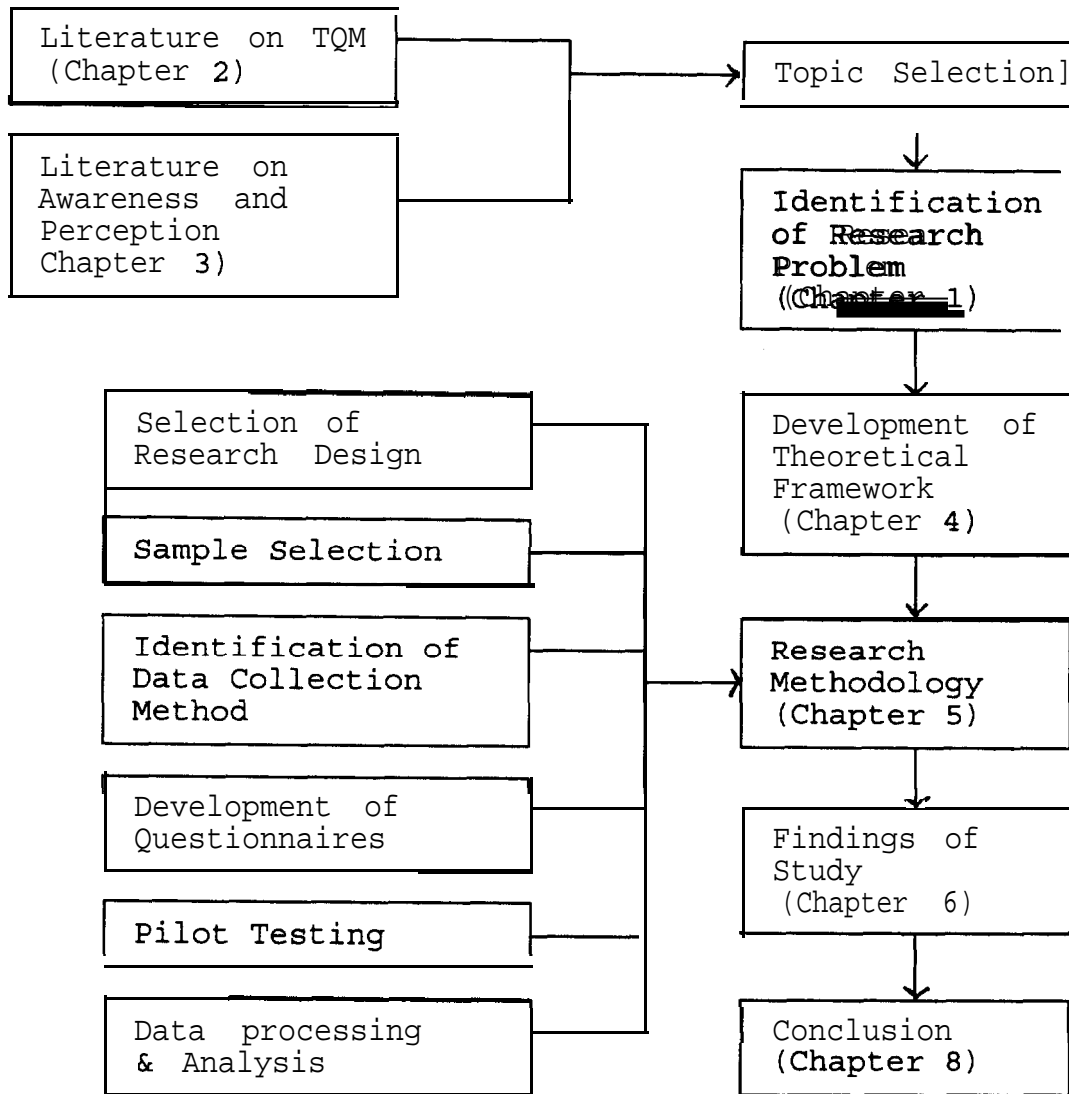 Literature on TQM
(Chapter 2)
Literature on
Awareness and
Perception
Chapter 3)
Topic Selection]
Identification
of Research
Problem
(Chapter 1)
Selection of
Research Design
Sample Selection
Identification of
Data Collection
Method
Development of
Questionnaires
Pilot Testing
Data processing
& Analysis
Development of
Theoretical
Framework
(Chapter 4)
Research
Methodology
(Chapter 5)
Findings of
Study
(Chapter 6)
Conclusion
(Chapter 8)